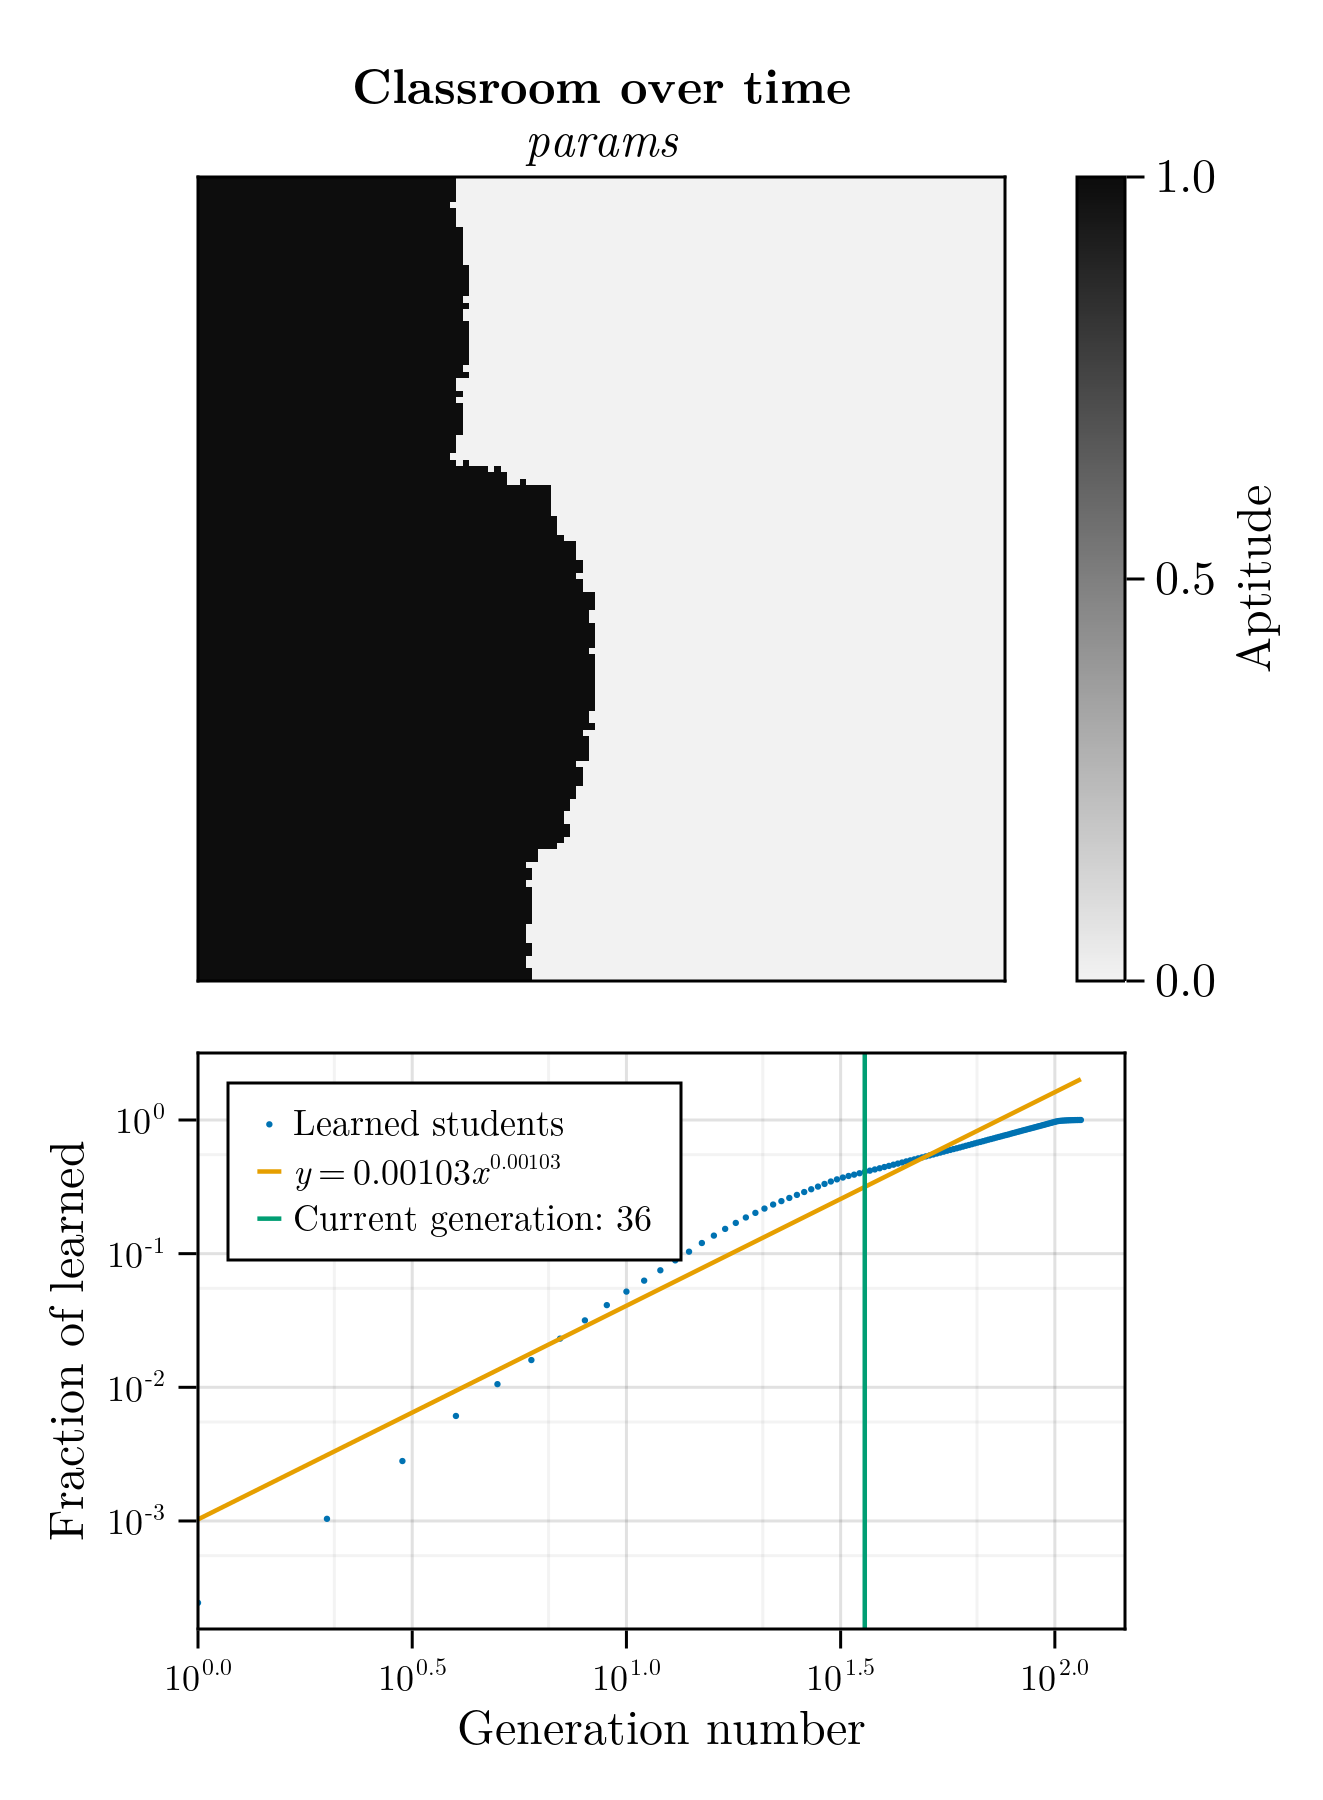 Classroom over time
params
1.0
0.5
0.0
Aptitude
Learned students
y = 0.00103x^0.00103
Current generation: 36
10^0
10^-1
10^-2
10^-3
Fraction of learned
10^0.0
10^0.5
10^1.0
10^1.5
10^2.0
Generation number